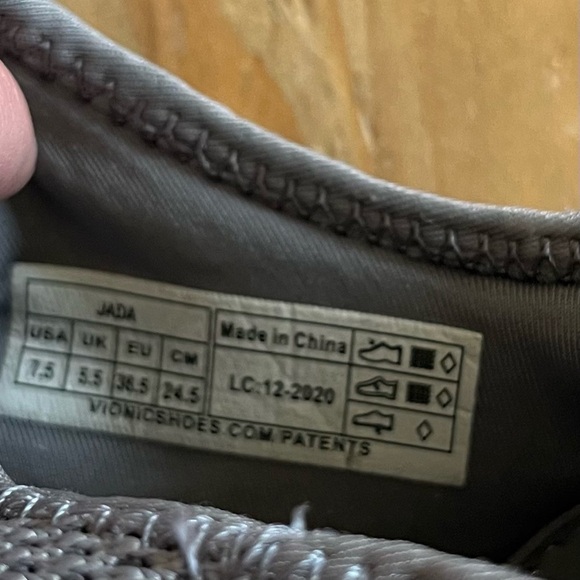 JADA
USA UK EU CM
7.5 5.5 38.5 24.5
Made in China
LC:12-2020
VIONICSHOES.COM/PATENTS